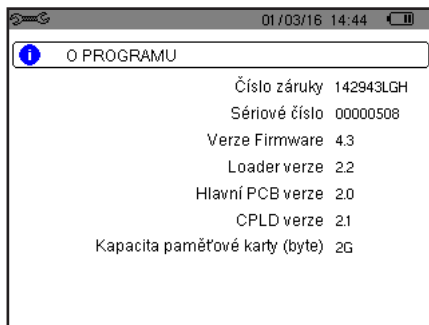 01/03/16 14:44
O PROGRAMU
Číslo záruky 142943LGH
Sériové číslo 00000508
Verze Firmware 4.3
Loader verze 2.2
Hlavní PCB verze 2.0
CPLD verze 2.1
Kapacita paměťové karty (byte) 2G